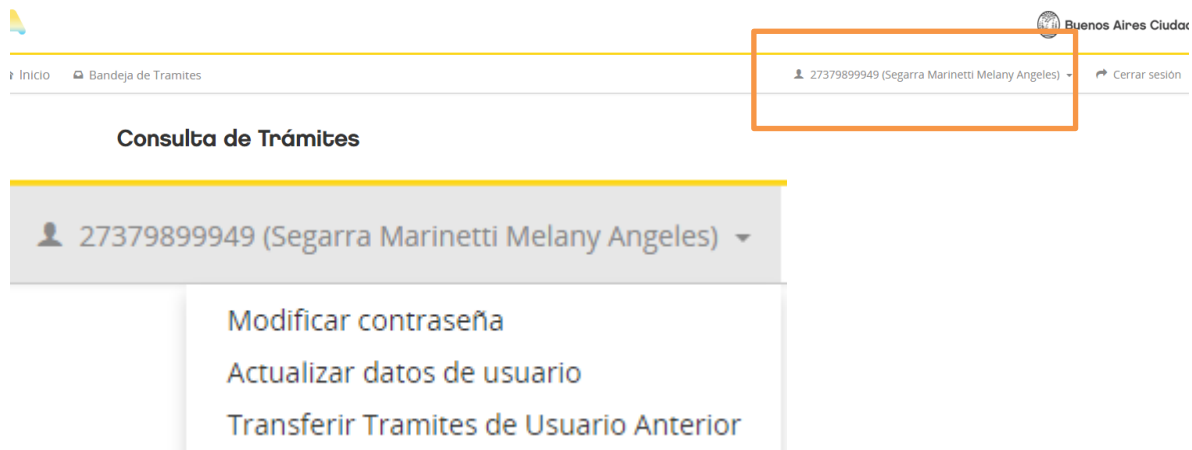 Buenos Aires Ciudad
Inicio Bandeja de Tramites 27379899949 (Segarra Marinetti Melany Angeles) Cerrar sesión
Consulta de Trámites
27379899949 (Segarra Marinetti Melany Angeles)
Modificar contraseña
Actualizar datos de usuario
Transferir Tramites de Usuario Anterior